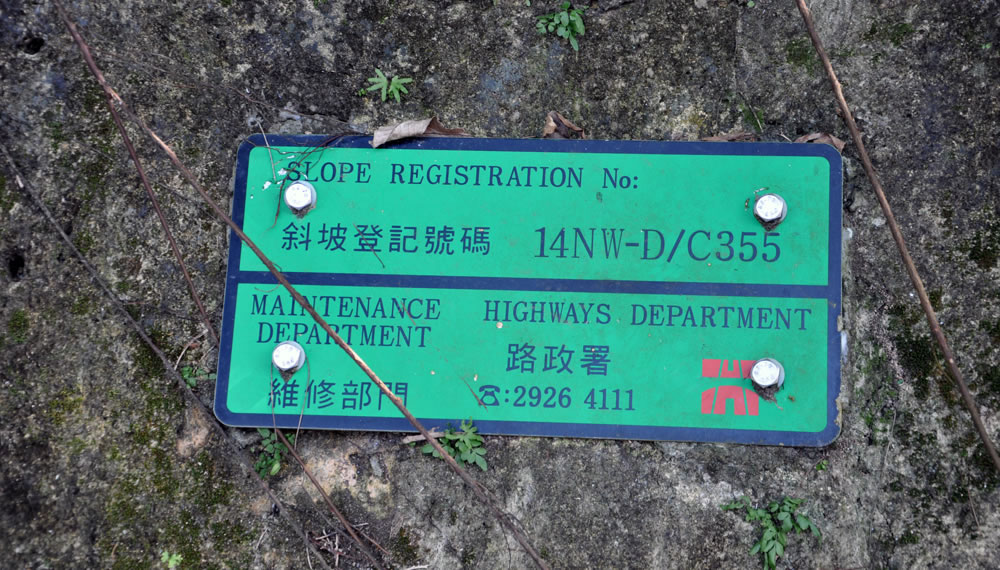 SLOPE REGISTRATION No:
斜坡登記號碼 14NW-D/C355
MAINTENANCE
DEPARTMENT
維修部門
HIGHWAYS DEPARTMENT
路政署
☎:2926 4111